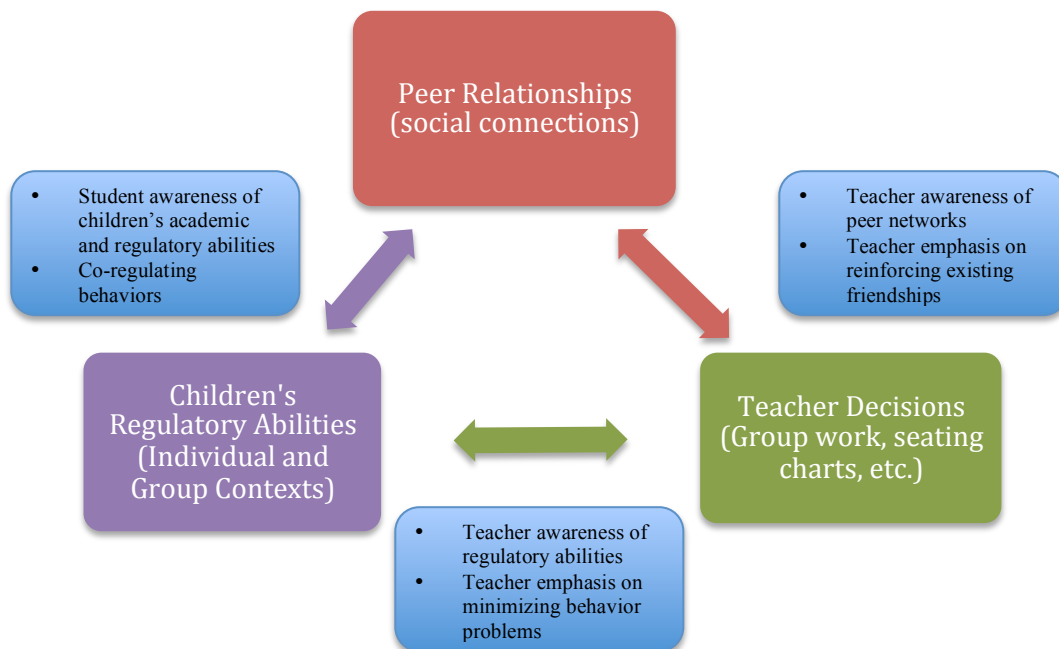 Peer Relationships
(social connections)
• Student awareness of
children’s academic
and regulatory abilities
• Co-regulating
behaviors
• Teacher awareness of
peer networks
• Teacher emphasis on
reinforcing existing
friendships
Children's
Regulatory Abilities
(Individual and
Group Contexts)
Teacher Decisions
(Group work, seating
charts, etc.)
• Teacher awareness of
regulatory abilities
• Teacher emphasis on
minimizing behavior
problems